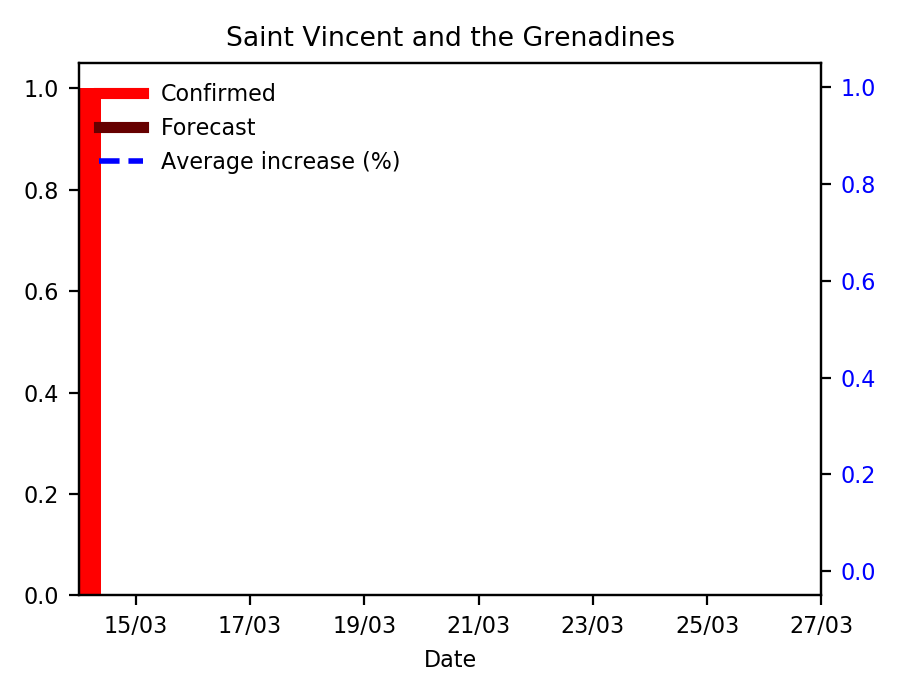 Saint Vincent and the Grenadines
Confirmed
Forecast
Average increase (%)
1.0
0.8
0.6
0.4
0.2
0.0
1.0
0.8
0.6
0.4
0.2
0.0
15/03 17/03 19/03 21/03 23/03 25/03 27/03
Date